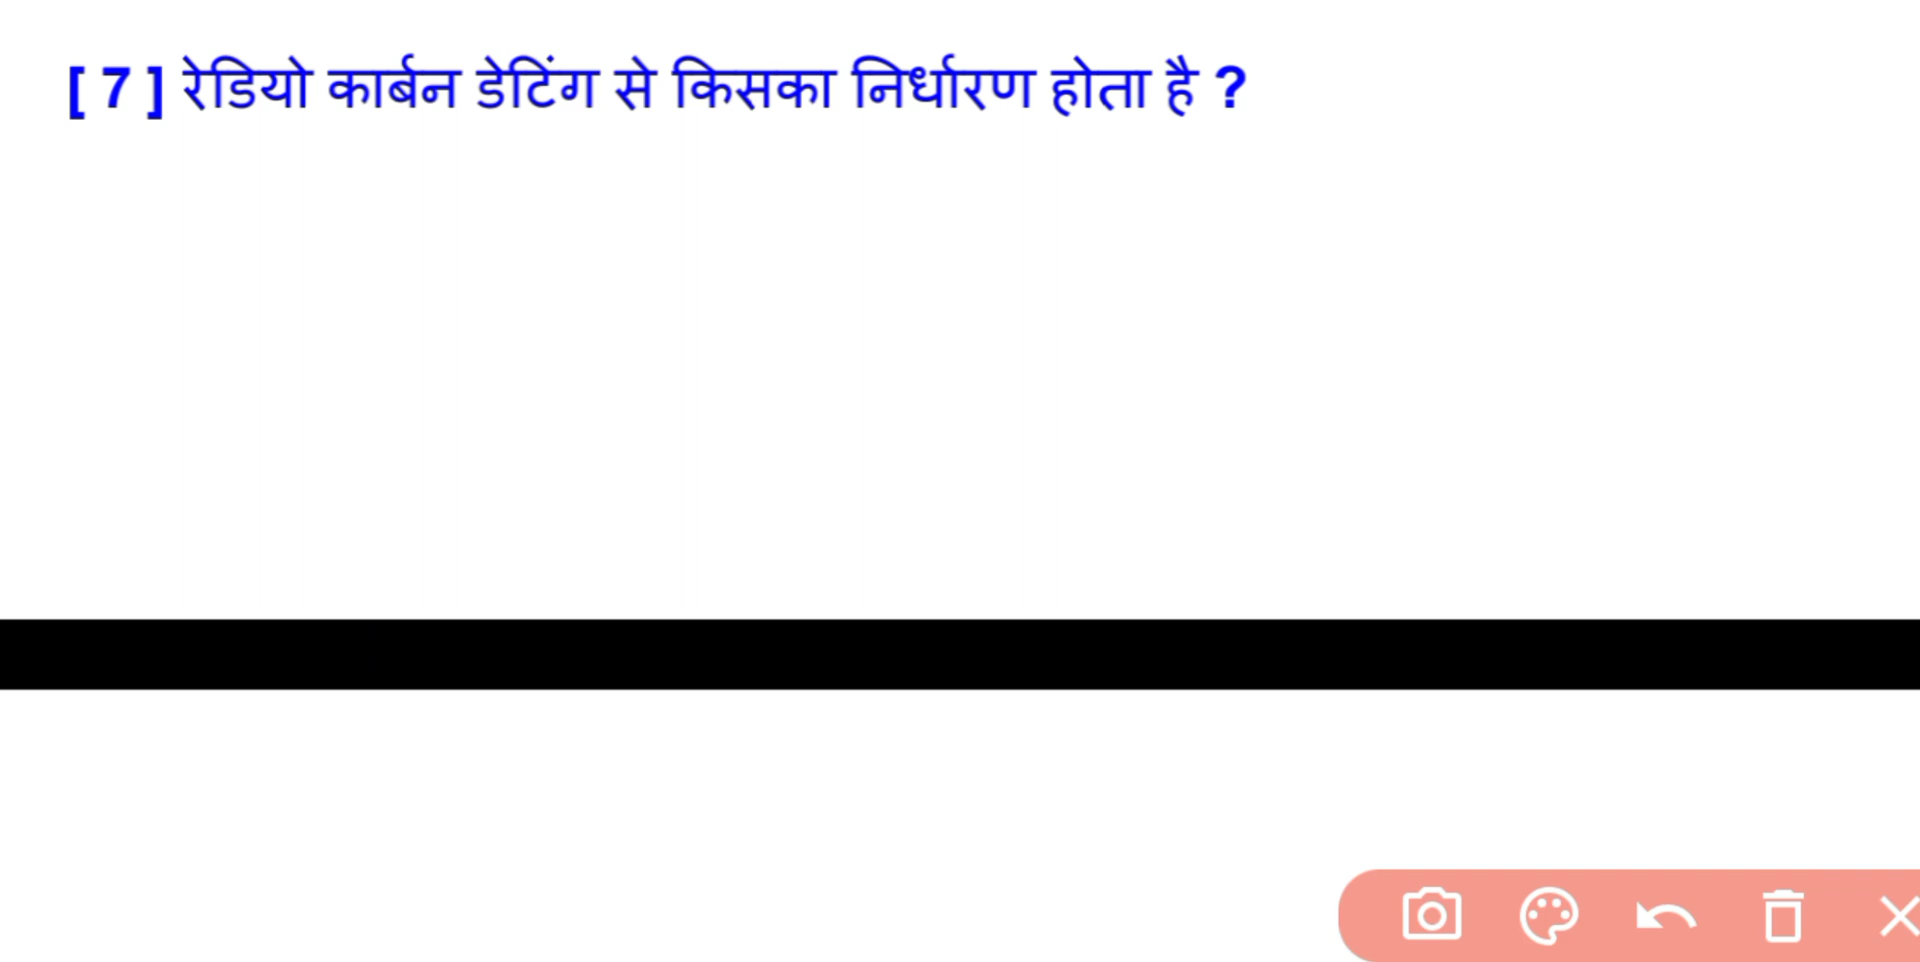 [ 7 ] रेडियो कार्बन डेटिंग से किसका निर्धारण होता है ?